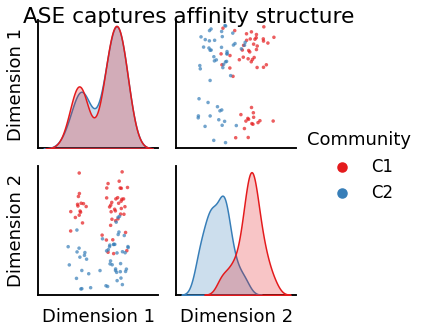 ASE captures affinity structure
Dimension 1
Dimension 2
Dimension 1
Dimension 2
Community
C1
C2